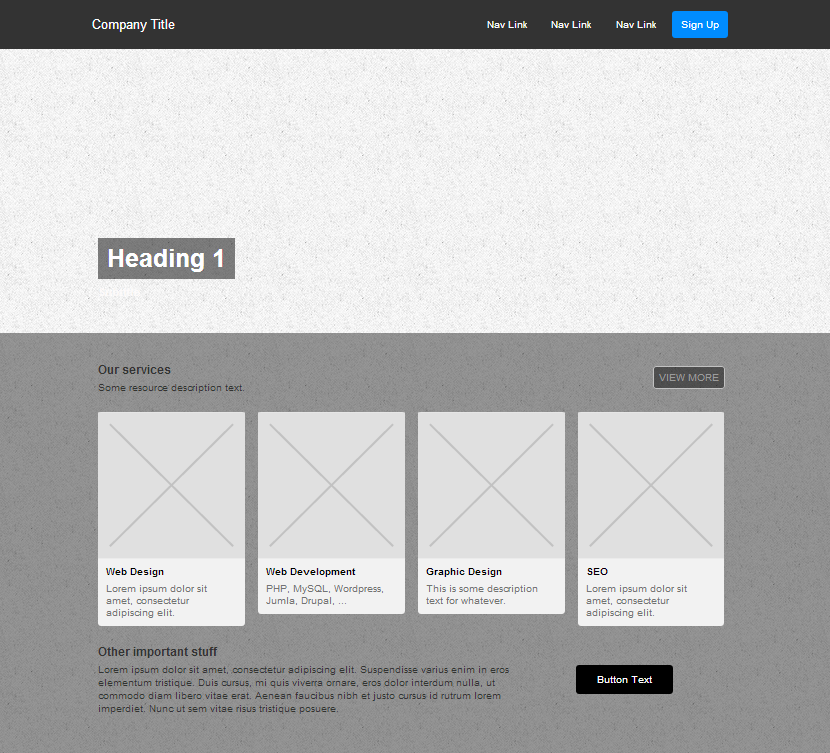 Company Title
Nav Link Nav Link Nav Link Sign Up
Heading 1
Our services
Some resource description text.
VIEW MORE
Web Design
Lorem ipsum dolor sit
amet, consectetur
adipiscing elit.
Web Development
PHP, MySQL, Wordpress,
Jumla, Drupal, ...
Graphic Design
This is some description
text for whatever.
SEO
Lorem ipsum dolor sit
amet, consectetur
adipiscing elit.
Other important stuff
Lorem ipsum dolor sit amet, consectetur adipiscing elit. Suspendisse varius enim in eros
elementum tristique. Duis cursus, mi quis viverra ornare, eros dolor interdum nulla, ut
commodo diam libero vitae erat. Aenean faucibus nibh et justo cursus id rutrum lorem
imperdiet. Nunc ut sem vitae risus tristique posuere.
Button Text